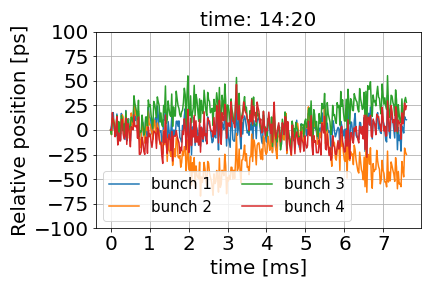 time: 14:20
Relative position [ps]
100
75
50
25
0
−25
−50
−75
−100
bunch 1
bunch 2
bunch 3
bunch 4
0 1 2 3 4 5 6 7
time [ms]